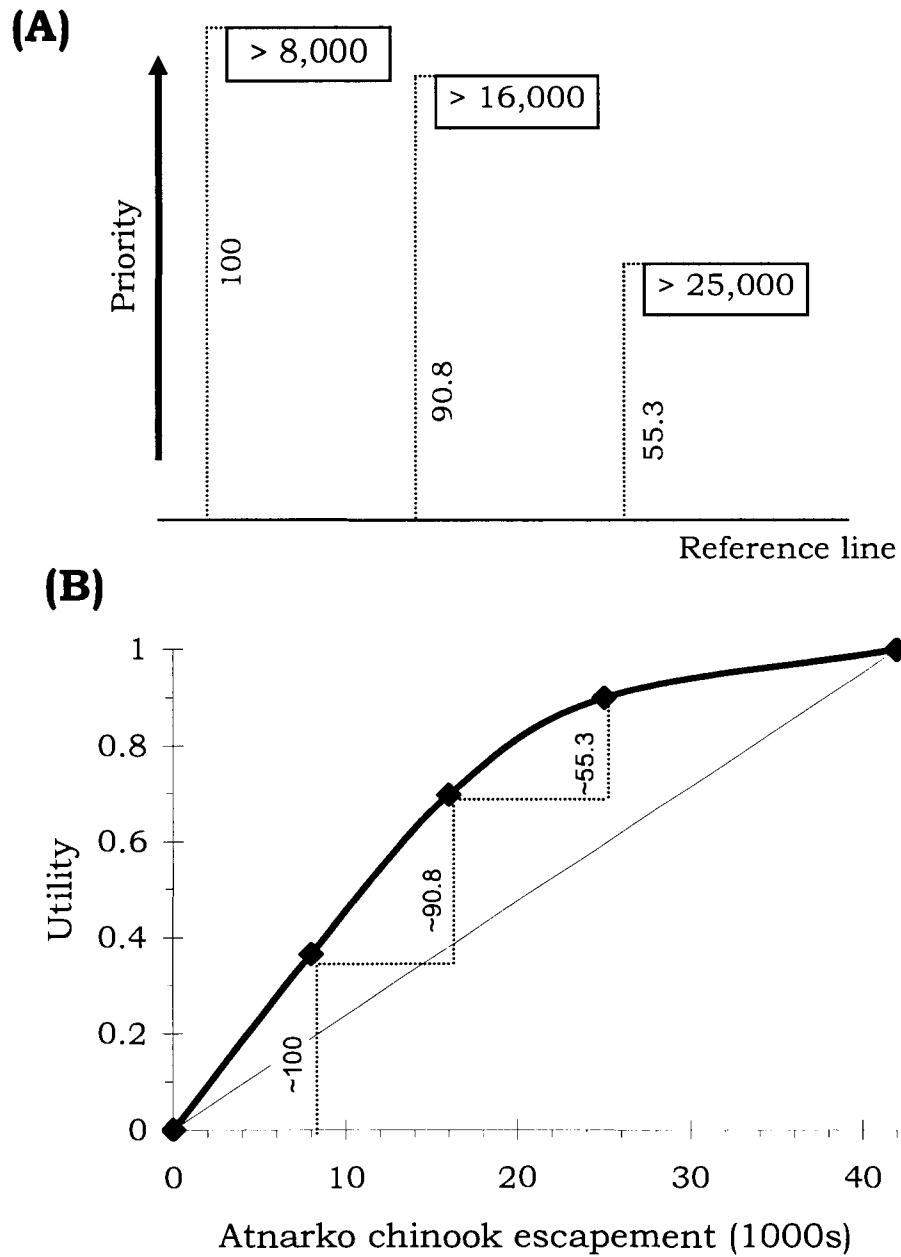 (A)
> 8,000
> 16,000
> 25,000
Priority
100
90.8
55.3
Reference line
(B)
1
0.8
0.6
0.4
0.2
0
Utility
~100
~90.8
~55.3
0 10 20 30 40
Atnarko chinook escapement (1000s)